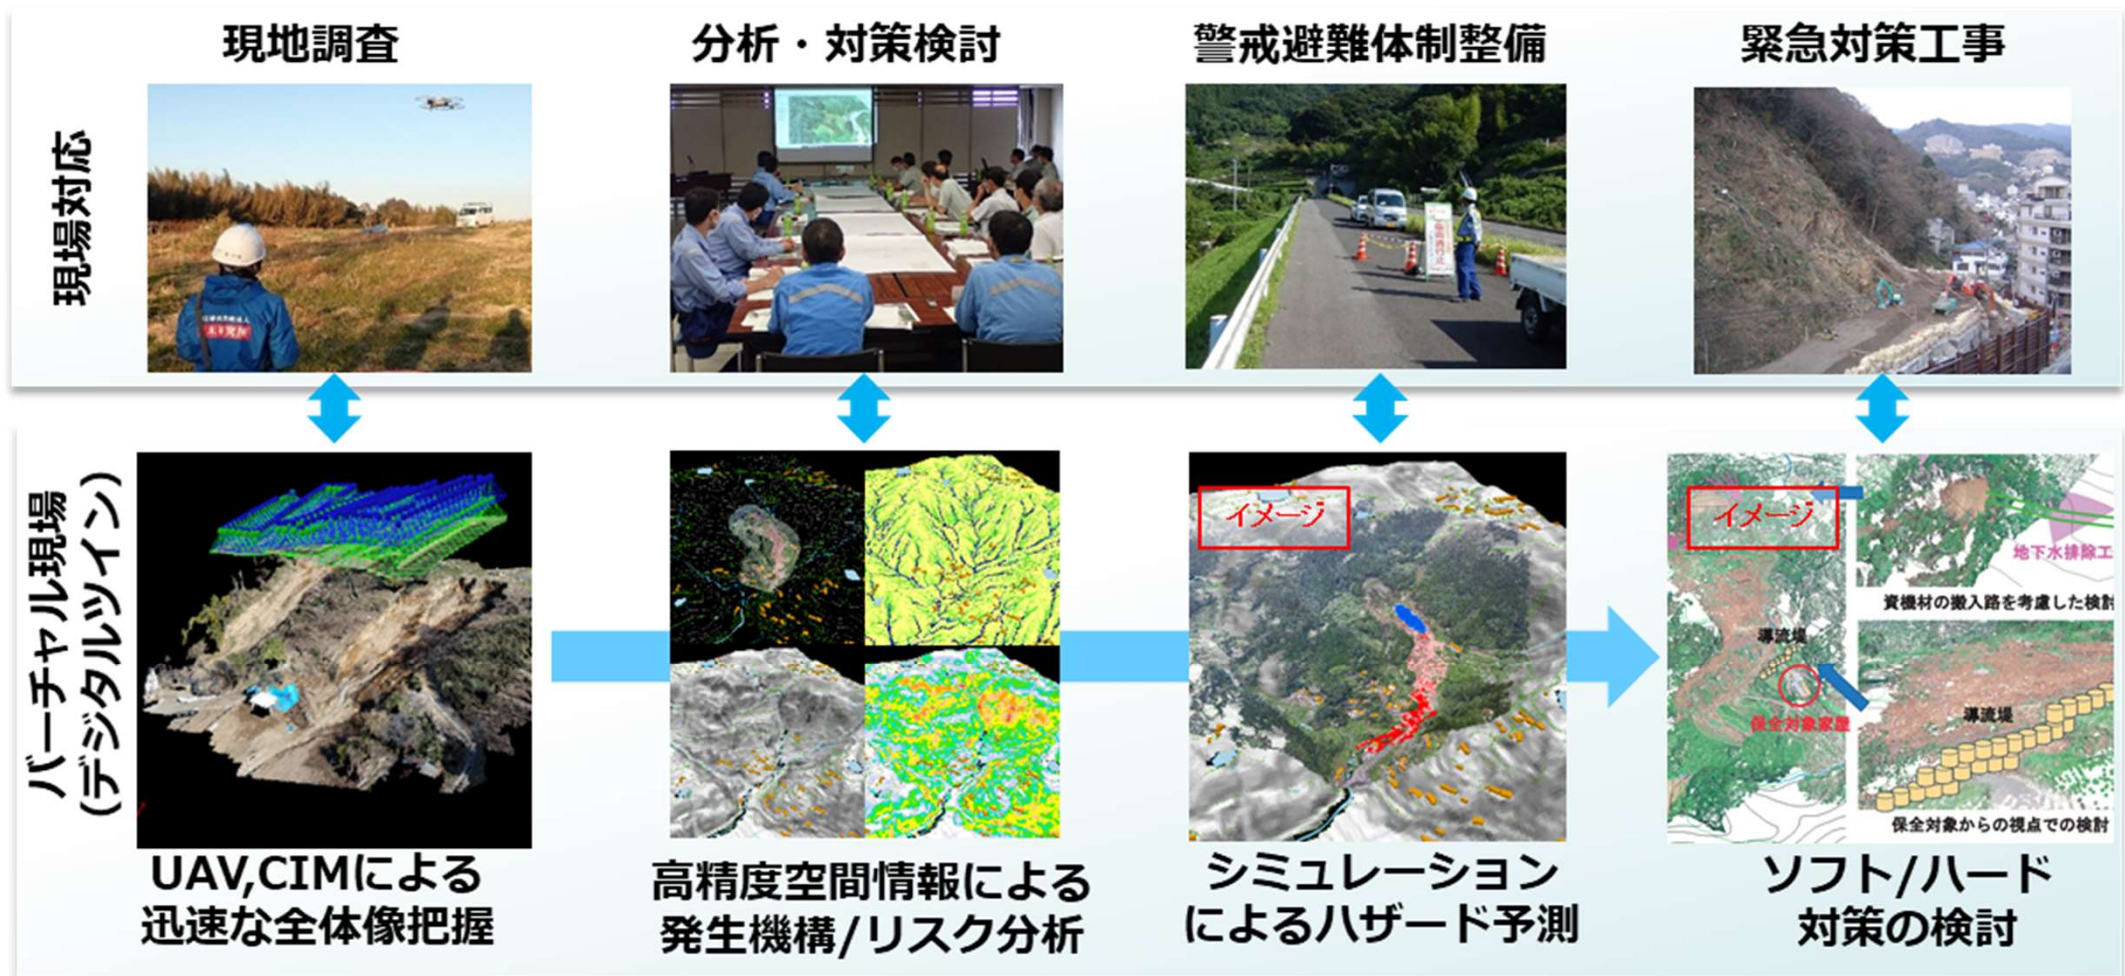 現地調査
分析・対策検討
警戒避難体制整備
緊急対策工事
現場対応
バーチャル現場
(デジタルツイン)
イメージ
イメージ
地下水排除工
資機材の搬入路を考慮した検討
導流堤
保全対象家屋
導流堤
保全対象からの視点での検討
UAV,CIMによる
迅速な全体像把握
高精度空間情報による
発生機構/リスク分析
シミュレーション
によるハザード予測
ソフト/ハード
対策の検討